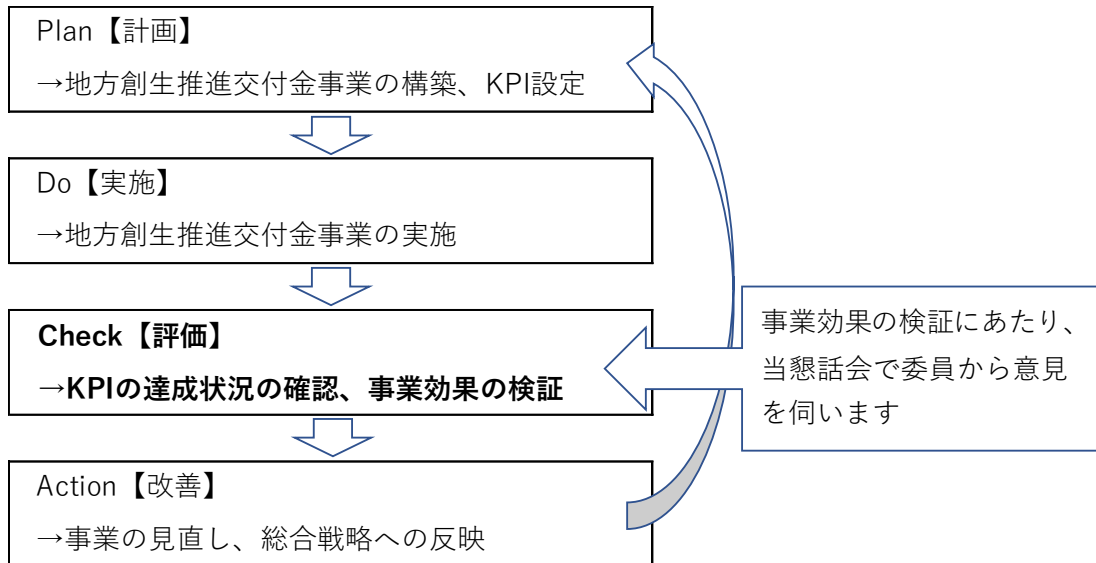 Plan【計画】
→地方創生推進交付金事業の構築、KPI設定
Do【実施】
→地方創生推進交付金事業の実施
Check【評価】
→KPIの達成状況の確認、事業効果の検証
事業効果の検証にあたり、
当懇話会で委員から意見
を伺います
Action【改善】
→事業の見直し、総合戦略への反映